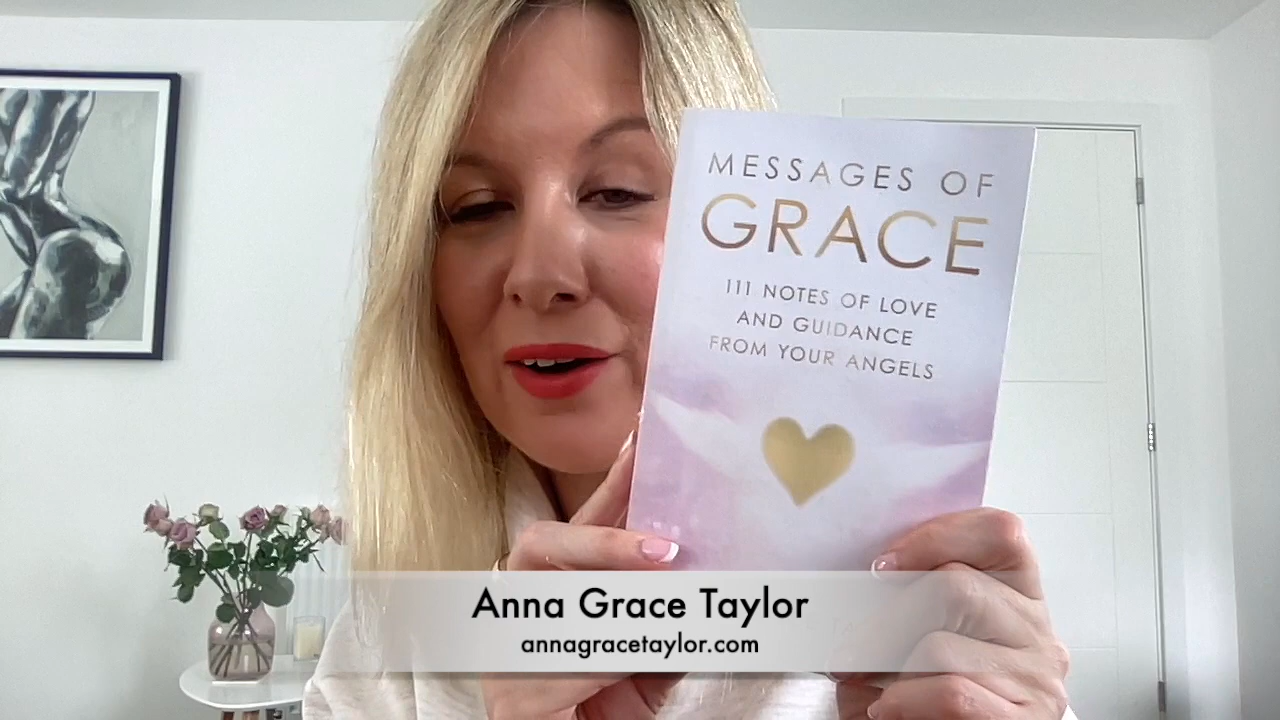 MESSAGES OF
GRACE
111 NOTES OF LOVE
AND GUIDANCE
FROM YOUR ANGELS
Anna Grace Taylor
annagracetaylor.com